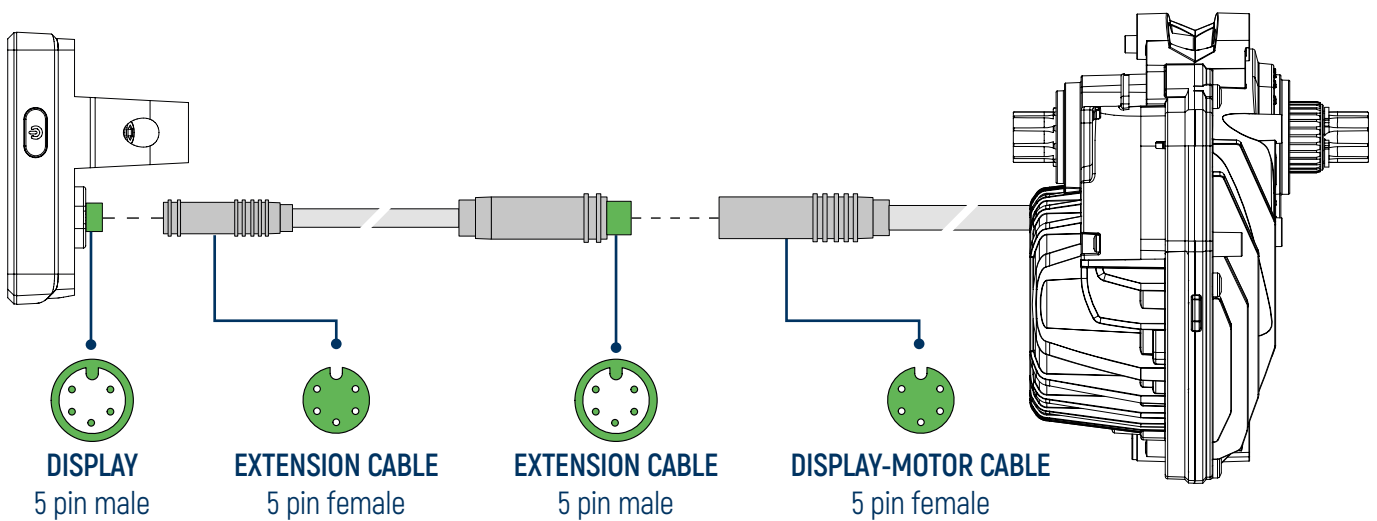 DISPLAY
5 pin male
EXTENSION CABLE
5 pin female
EXTENSION CABLE
5 pin male
DISPLAY-MOTOR CABLE
5 pin female